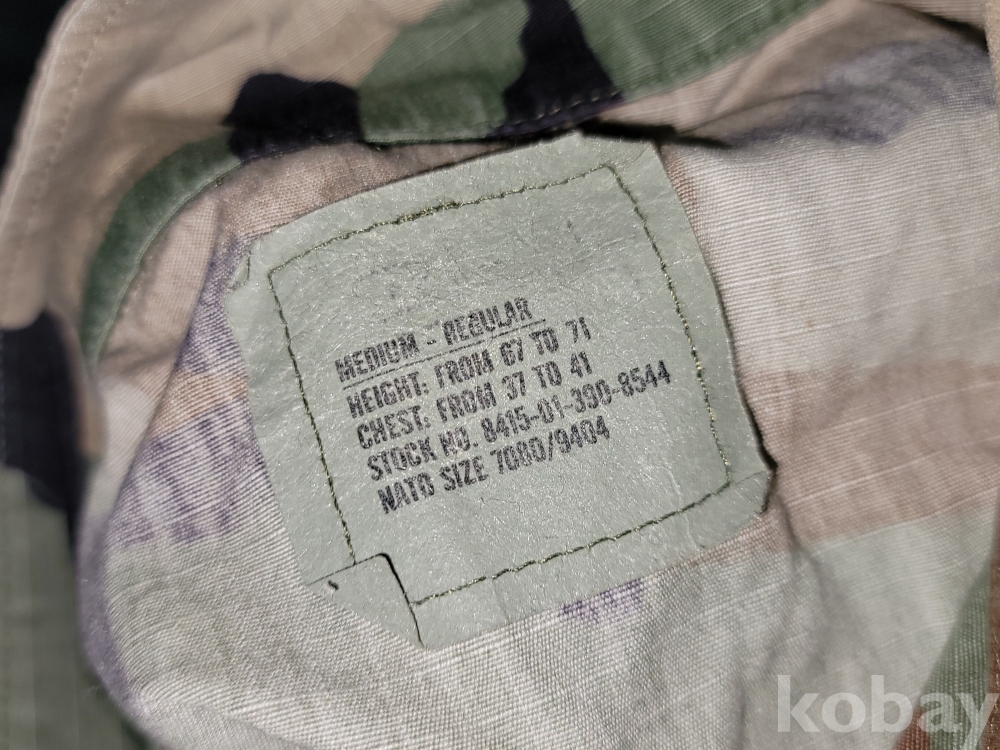 MEDIUM - REGULAR
HEIGHT: FROM 67 TO 71
CHEST: FROM 37 TO 41
STOCK NO. 8415-01-390-8544
NATO SIZE 7080/9404
kobay